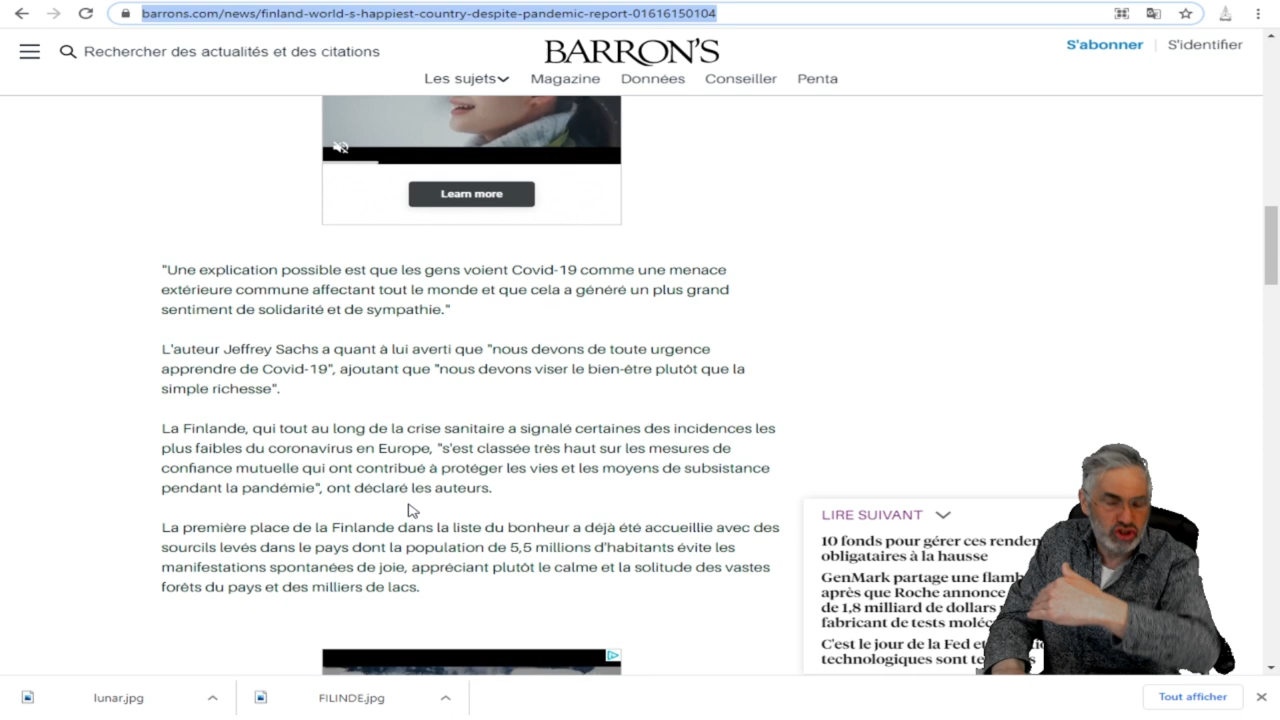 barrons.com/news/finland-world-s-happiest-country-despite-pandemic-report-01616150104
Rechercher des actualités et des citations
BARRON'S
S'abonner
S'identifier
Les sujets
Magazine
Données
Conseiller
Penta
Learn more
"Une explication possible est que les gens voient Covid-19 comme une menace
extérieure commune affectant tout le monde et que cela a généré un plus grand
sentiment de solidarité et de sympathie."
L'auteur Jeffrey Sachs a quant à lui averti que "nous devons de toute urgence
apprendre de Covid-19", ajoutant que "nous devons viser le bien-être plutôt que la
simple richesse".
La Finlande, qui tout au long de la crise sanitaire a signalé certaines des incidences les
plus faibles du coronavirus en Europe, "s'est classée très haut sur les mesures de
confiance mutuelle qui ont contribué à protéger les vies et les moyens de subsistance
pendant la pandémie", ont déclaré les auteurs.
La première place de la Finlande dans la liste du bonheur a déjà été accueillie avec des
sourcils levés dans le pays dont la population de 5,5 millions d'habitants évite les
manifestations spontanées de joie, appréciant plutôt le calme et la solitude des vastes
forêts du pays et des milliers de lacs.
LIRE SUIVANT
10 fonds pour gérer ces
obligataires à la hausse
GenMark partage une
après que Roche annonce
de 1,8 milliard de dollars
fabricant de tests
C'est le jour de la Fed et
technologiques sont
lunar.jpg
FILINDE.jpg
Tout afficher